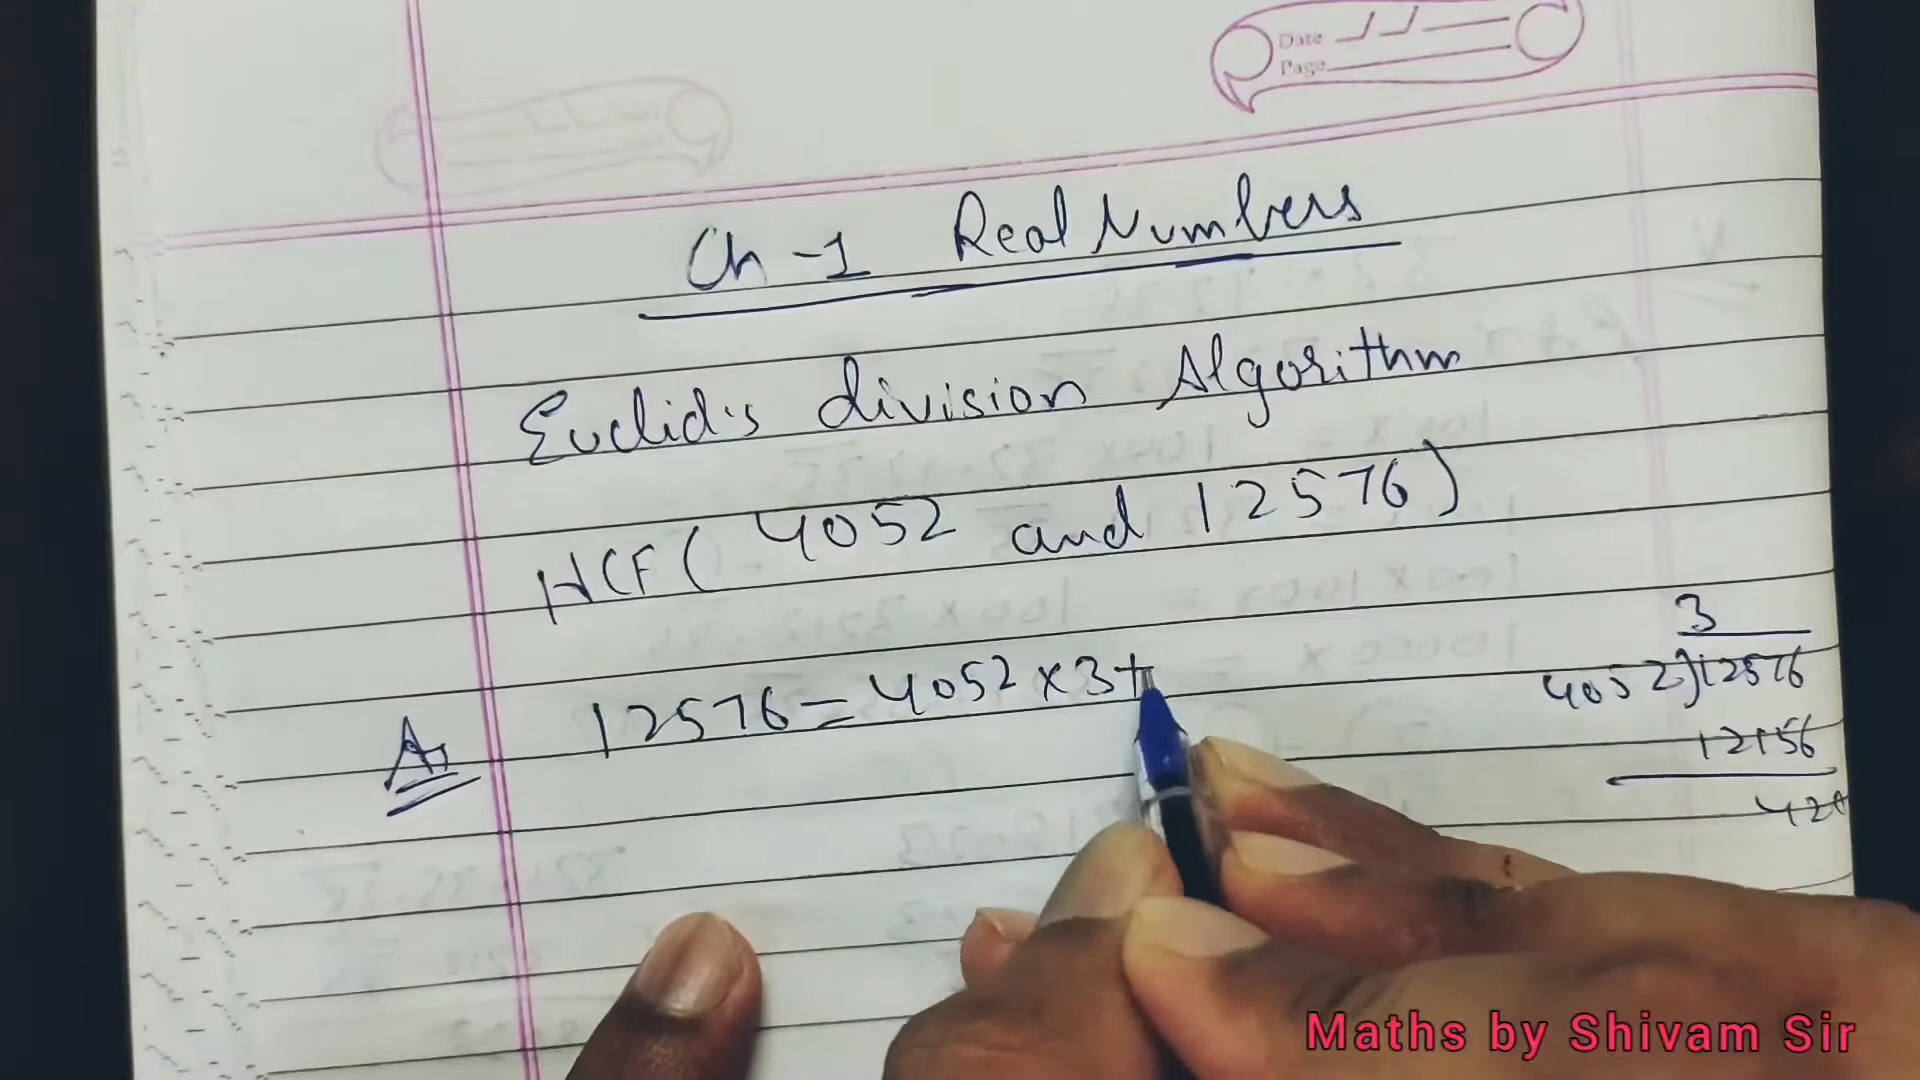 Date
Page
Ch-1 Real Numbers
Euclid's division Algorithm
HCF( 4052 and 12576)
12576=4052×3+
3
4052)12576
12156
420
Maths by Shivam Sir